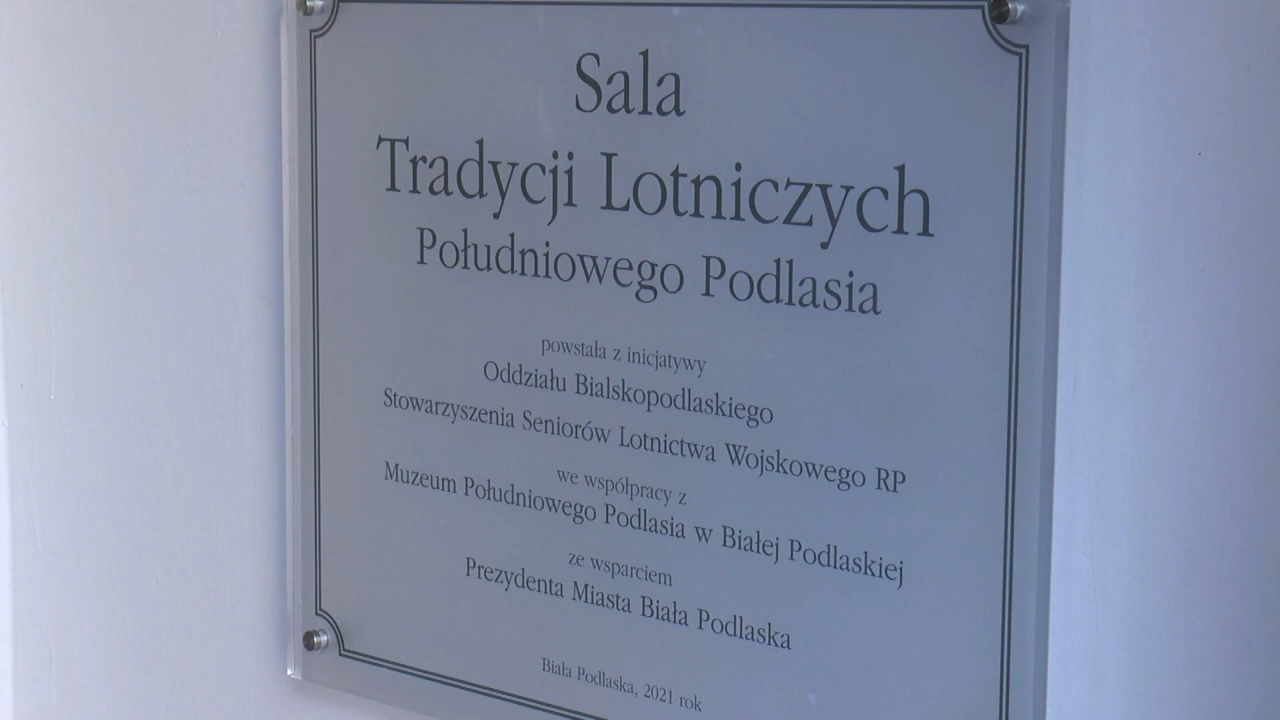 Sala
Tradycji Lotniczych
Południowego Podlasia
powstała z inicjatywy
Oddziału Bialskopodlaskiego
Stowarzyszenia Seniorów Lotnictwa Wojskowego RP
we współpracy z
Muzeum Południowego Podlasia w Białej Podlaskiej
ze wsparciem
Prezydenta Miasta Biała Podlaska
Biała Podlaska, 2021 rok